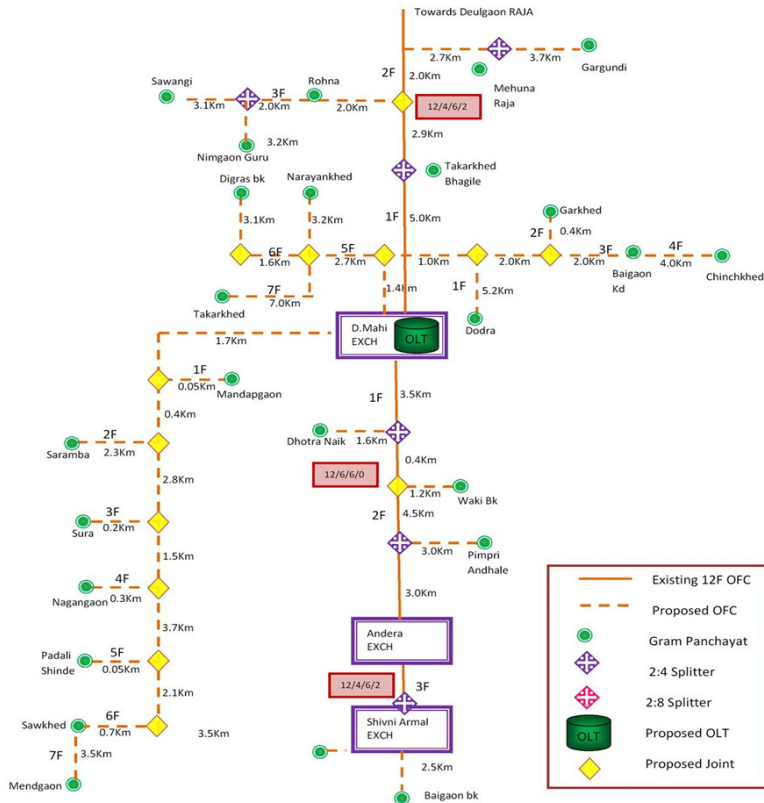 Towards Deulgaon RAJA
2.7Km
3.7Km
Gargundi
2F
2.0Km
Mehuna
Raja
Sawangi
3F
Rohna
3.1Km
2.0Km
2.0Km
12/4/6/2
2.9Km
3.2Km
Nimgaon Guru
Takarkhed
Bhagile
Digras bk
Narayankhed
1F
5.0Km
Garkhed
3.1Km
3.2Km
2F
0.4Km
6F
5F
3F
4F
1.6Km
2.7Km
1.0Km
2.0Km
2.0Km
4.0Km
Baigaon
Kd
Chinchkhed
7F
1.4Km
1F
5.2Km
7.0Km
Takarkhed
Dodra
D.Mahi
EXCH
OLT
1.7Km
1F
0.05Km
Mandapgaon
1F
3.5Km
0.4Km
Dhotra Naik
1.6Km
2F
2.3Km
Saramba
0.4Km
12/6/6/0
2.8Km
1.2Km
Waki Bk
3F
0.2Km
Sura
2F
4.5Km
3.0Km
Pimpri
Andhale
1.5Km
4F
0.3Km
Nagangaon
3.0Km
3.7Km
Padali
Shinde
5F
0.05Km
Andera
EXCH
2.1Km
12/4/6/2
3F
Sawkhed
6F
0.7Km
3.5Km
Shivni Armal
EXCH
7F
3.5Km
Mendgaon
2.5Km
Baigaon bk
Existing 12F OFC
Proposed OFC
Gram Panchayat
2:4 Splitter
2:8 Splitter
OLT
Proposed OLT
Proposed Joint